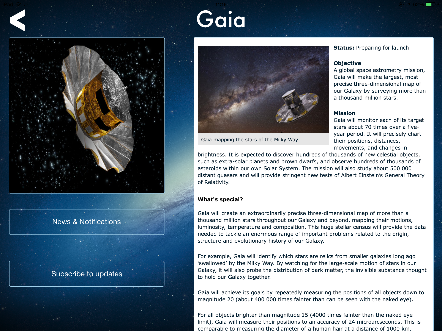 Gaia
Status: Preparing for launch
Objective
A global space astrometry mission,
Gaia will make the largest, most
precise three-dimensional map of
our Galaxy by surveying more than
a thousand million stars.
Mission
Gaia will monitor each of its target
stars about 70 times over a five-
year period. It will precisely chart
their positions, distances,
movements, and changes in
Gaia mapping the stars of the Milky Way
brightness. It is expected to discover hundreds of thousands of new celestial objects,
such as extra-solar planets and brown dwarfs, and observe hundreds of thousands of
asteroids within our own Solar System. The mission will also study about 500 000
distant quasars and will provide stringent new tests of Albert Einstein's General Theory
of Relativity.
What's special?
Gaia will create an extraordinarily precise three-dimensional map of more than a
thousand million stars throughout our Galaxy and beyond, mapping their motions,
luminosity, temperature and composition. This huge stellar census will provide the data
needed to tackle an enormous range of important problems related to the origin,
structure and evolutionary history of our Galaxy.
For example, Gaia will identify which stars are relics from smaller galaxies long ago
'swallowed' by the Milky Way. By watching for the large-scale motion of stars in our
Galaxy, it will also probe the distribution of dark matter, the invisible substance thought
to hold our Galaxy together.
Gaia will achieve its goals by repeatedly measuring the positions of all objects down to
magnitude 20 (about 400 000 times fainter than can be seen with the naked eye).
For all objects brighter than magnitude 15 (4000 times fainter than the naked eye
limit), Gaia will measure their positions to an accuracy of 24 microarcseconds. This is
comparable to measuring the diameter of a human hair at a distance of 1000 km.
News & Notifications
Subscribe to updates